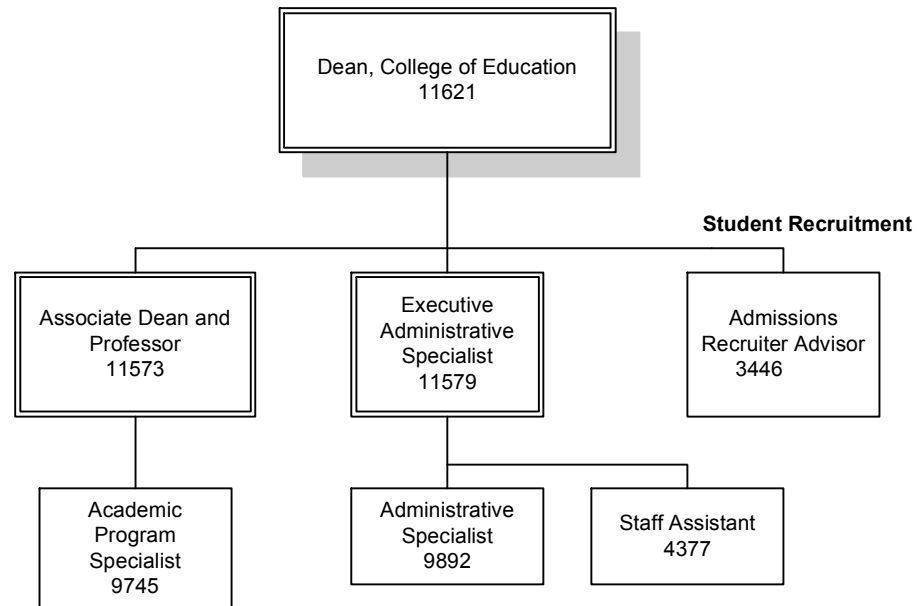 Dean, College of Education
11621
Student Recruitment
Associate Dean and
Professor
11573
Executive
Administrative
Specialist
11579
Admissions
Recruiter Advisor
3446
Academic
Program
Specialist
9745
Administrative
Specialist
9892
Staff Assistant
4377